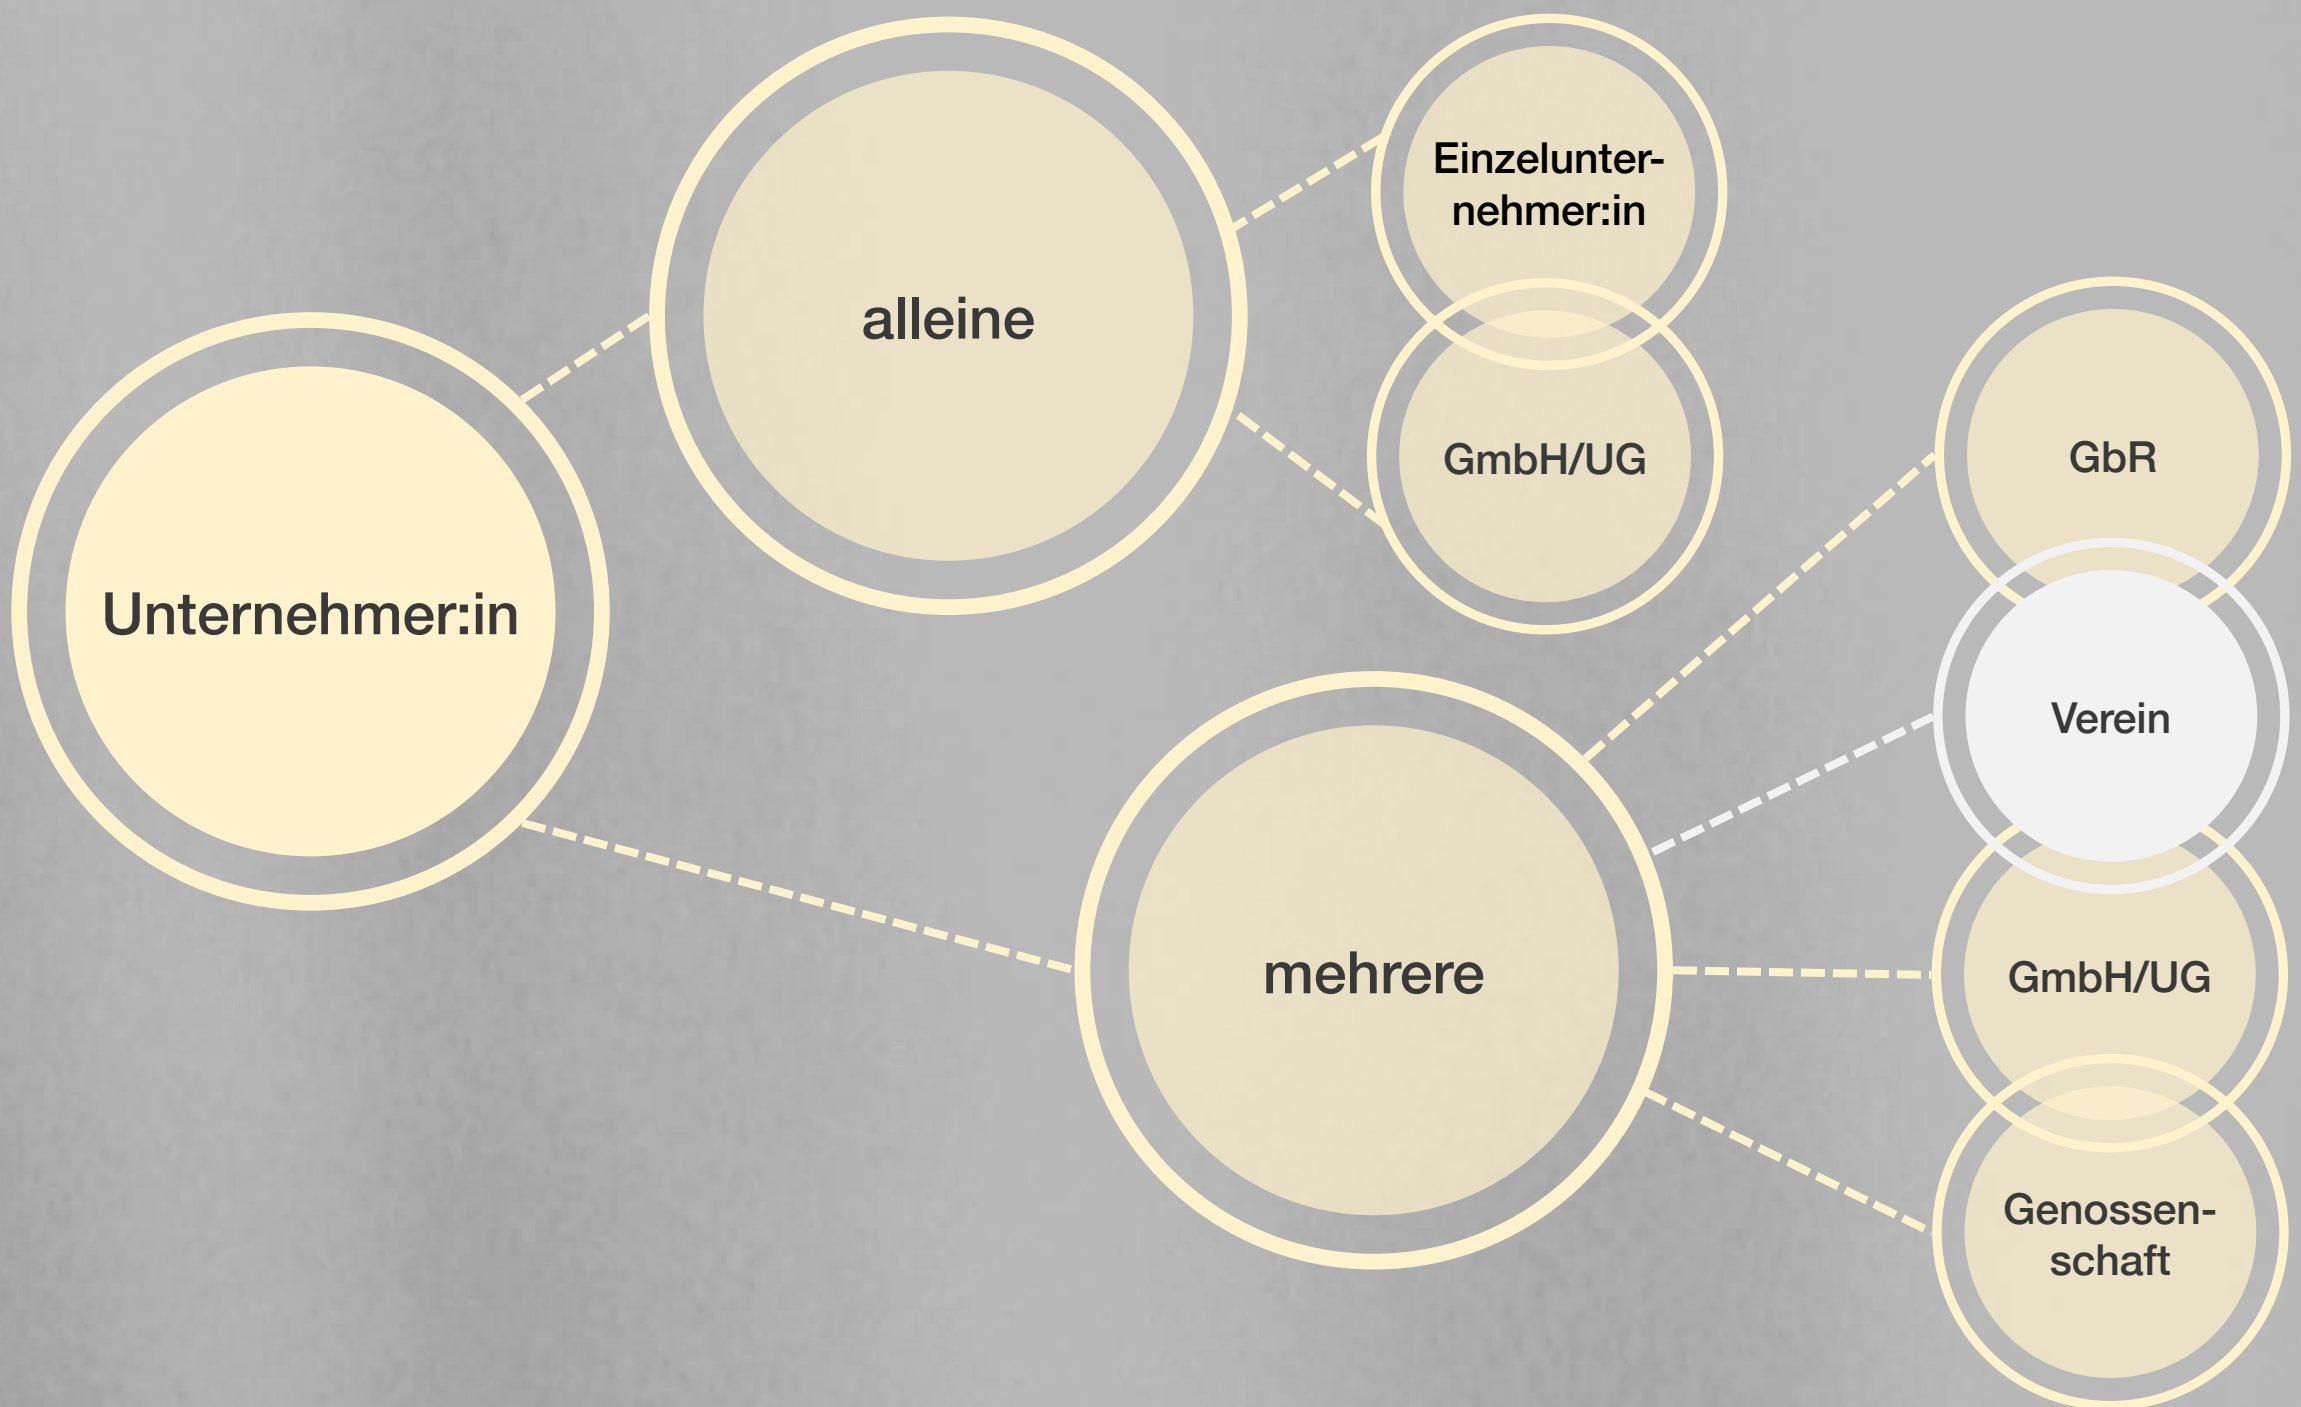 Unternehmer:in
alleine
Einzelunter-
nehmer:in
GmbH/UG
mehrere
GbR
Verein
GmbH/UG
Genossen-
schaft